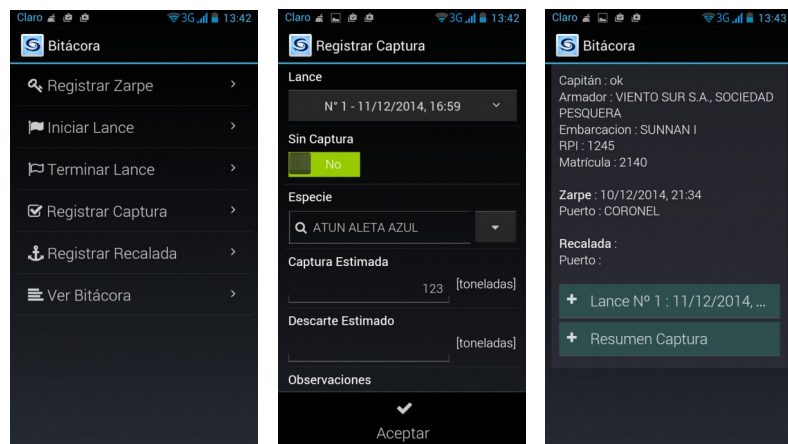 Claro 3G 13:42
Bitácora
Registrar Zarpe
Iniciar Lance
Terminar Lance
Registrar Captura
Registrar Recalada
Ver Bitácora
Claro 3G 13:42
Registrar Captura
Lance
N° 1 - 11/12/2014, 16:59
Sin Captura
No
Especie
ATUN ALETA AZUL
Captura Estimada
123 [toneladas]
Descarte Estimado
[toneladas]
Observaciones
Aceptar
Claro 3G 13:43
Bitácora
Capitán : ok
Armador : VIENTO SUR S.A., SOCIEDAD
PESQUERA
Embarcacion : SUNNAN I
RPI : 1245
Matrícula : 2140
Zarpe : 10/12/2014, 21:34
Puerto : CORONEL
Recalada :
Puerto :
+ Lance Nº 1 : 11/12/2014, ...
+ Resumen Captura